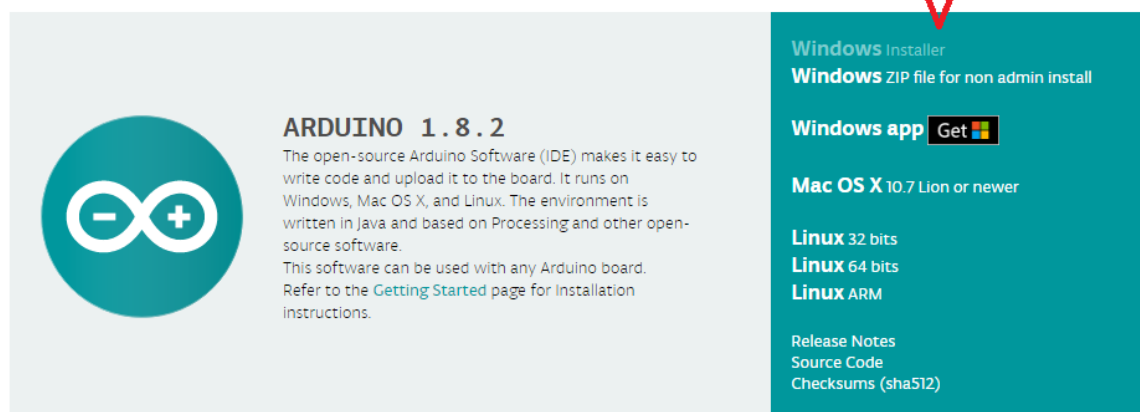 ARDUINO 1.8.2
The open-source Arduino Software (IDE) makes it easy to
write code and upload it to the board. It runs on
Windows, Mac OS X, and Linux. The environment is
written in Java and based on Processing and other open-
source software.
This software can be used with any Arduino board.
Refer to the Getting Started page for Installation
instructions.
Windows Installer
Windows ZIP file for non admin install
Windows app Get
Mac OS X 10.7 Lion or newer
Linux 32 bits
Linux 64 bits
Linux ARM
Release Notes
Source Code
Checksums (sha512)